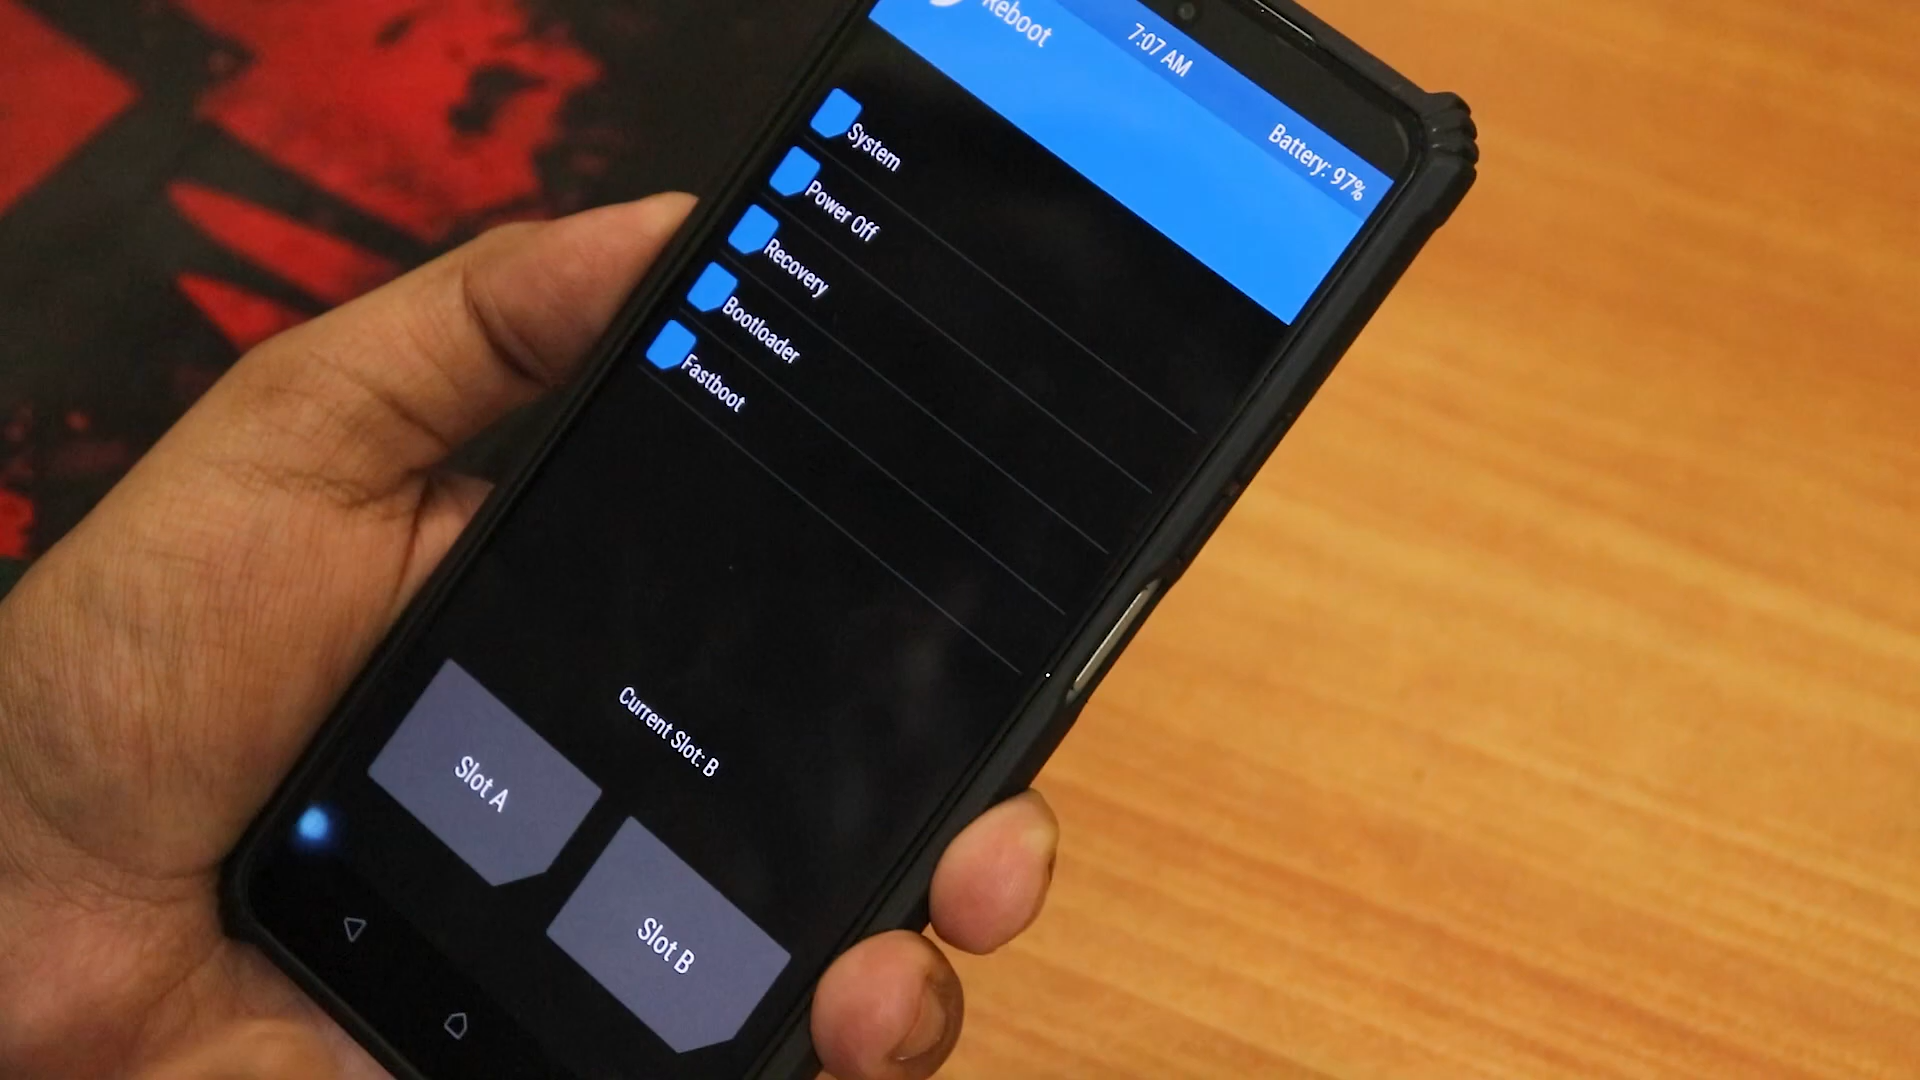 7:07 AM
Battery: 97%
Reboot
System
Power Off
Recovery
Bootloader
Fastboot
Current Slot: B
Slot A
Slot B